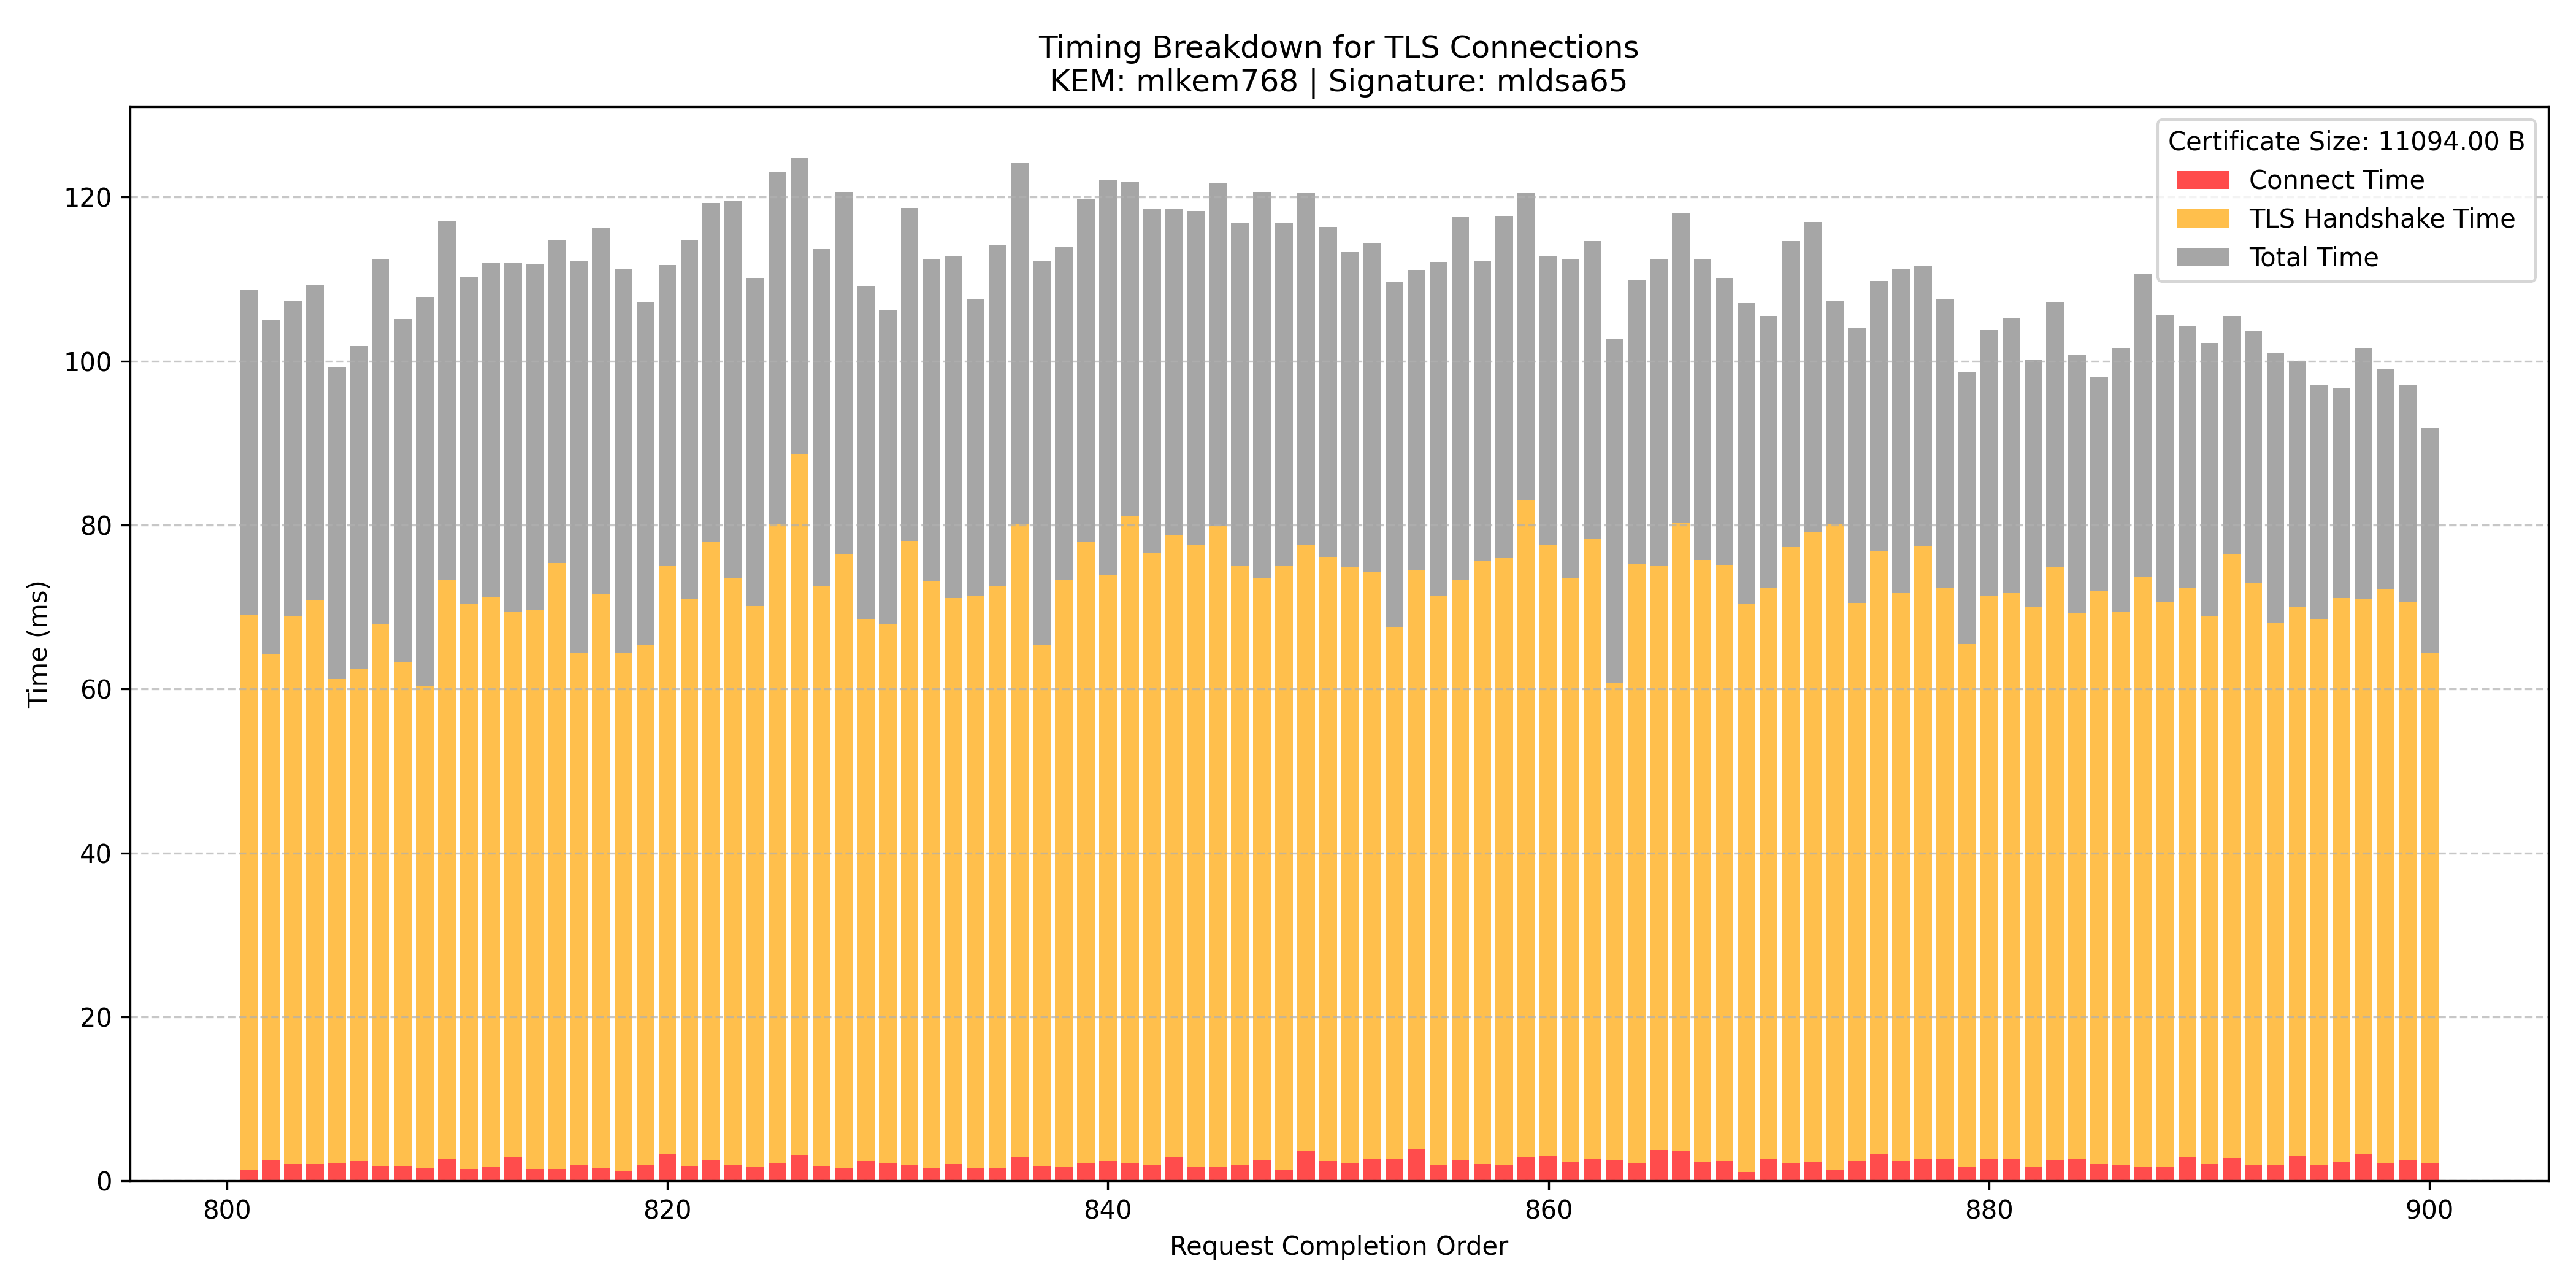 Timing Breakdown for TLS Connections
KEM: mlkem768 | Signature: mldsa65
Certificate Size: 11094.00 B
Connect Time
TLS Handshake Time
Total Time
Time (ms)
120
100
80
60
40
20
0
800
820
840
860
880
900
Request Completion Order